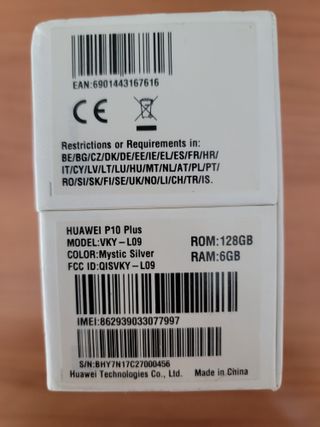 EAN:6901443167616
CE
Restrictions or Requirements in:
BE/BG/CZ/DK/DE/EE/IE/EL/ES/FR/HR/
IT/CY/LV/LT/LU/HU/MT/NL/AT/PL/PT/
RO/SI/SK/FI/SE/UK/NO/LI/CH/TR/IS.
HUAWEI P10 Plus
MODEL:VKY－L09 ROM:128GB
COLOR:Mystic Silver RAM:6GB
FCC ID:QISVKY－L09
IMEI:862939033077997
S/N:BHY7N17C27000456
Huawei Technologies Co., Ltd. Made in China